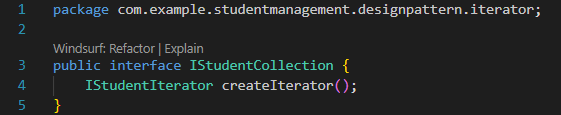 1 package com.example.studentmanagement.designpattern.iterator;
2
Windsurf: Refactor | Explain
3 public interface IStudentCollection {
4     IStudentIterator createIterator();
5 }